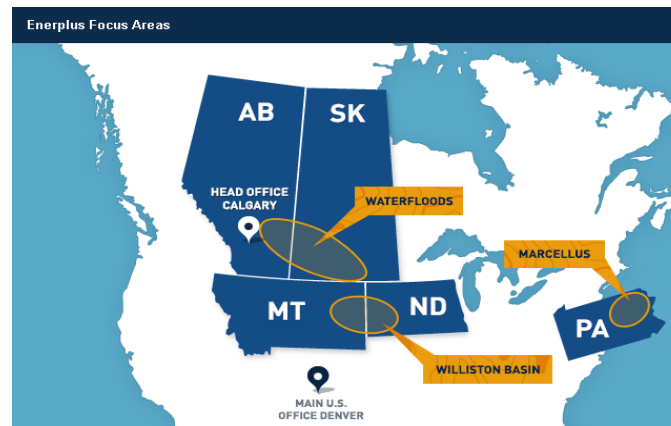 Enerplus Focus Areas
AB
SK
HEAD OFFICE
CALGARY
WATERFLOODS
MARCELLUS
MT
ND
PA
WILLISTON BASIN
MAIN U.S.
OFFICE DENVER